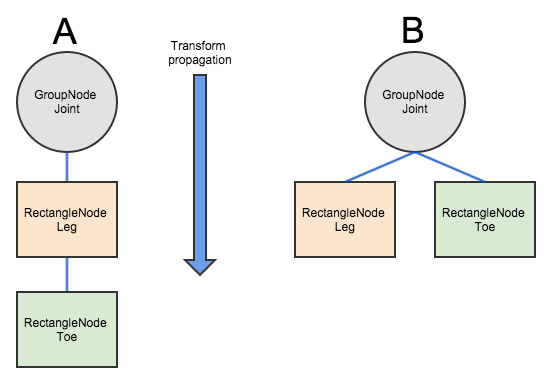 A
GroupNode
Joint
RectangleNode
Leg
RectangleNode
Toe
Transform
propagation
B
GroupNode
Joint
RectangleNode
Leg
RectangleNode
Toe